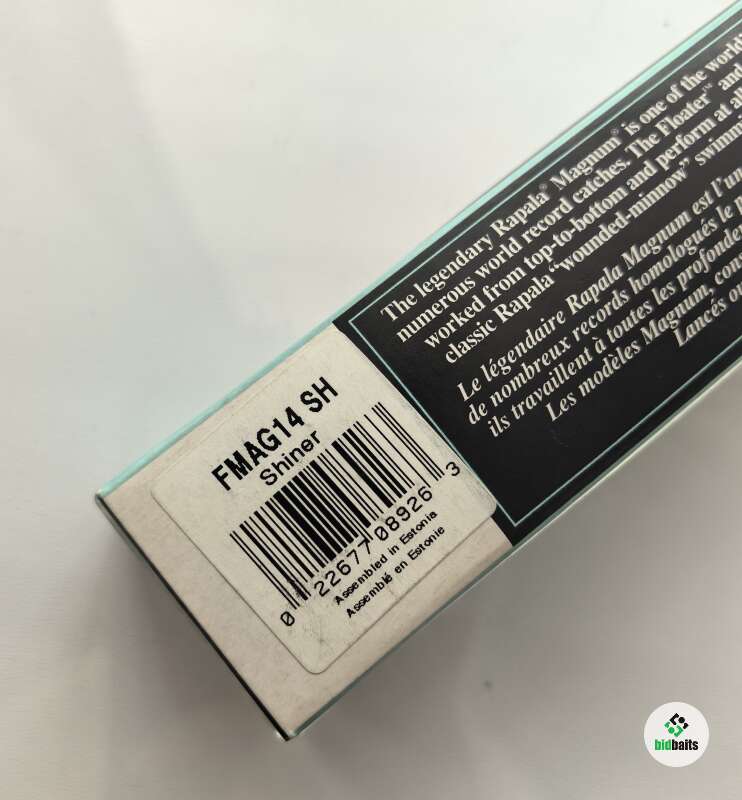 The legendary Rapala® Magnum® is one of the world'
numerous world record catches. The Floater™ and
worked from top-to-bottom and perform at al
classic Rapala "wounded-minnow" swimm
Le légendaire Rapala Magnum est l'un
de nombreux records homologués le p
ils travaillent à toutes les profonde
Les modèles Magnum, con
Lancés o
FMAG14 SH
Shiner
0 22677 08926 3
Assembled in Estonia
Assemblé en Estonie
bidbaits